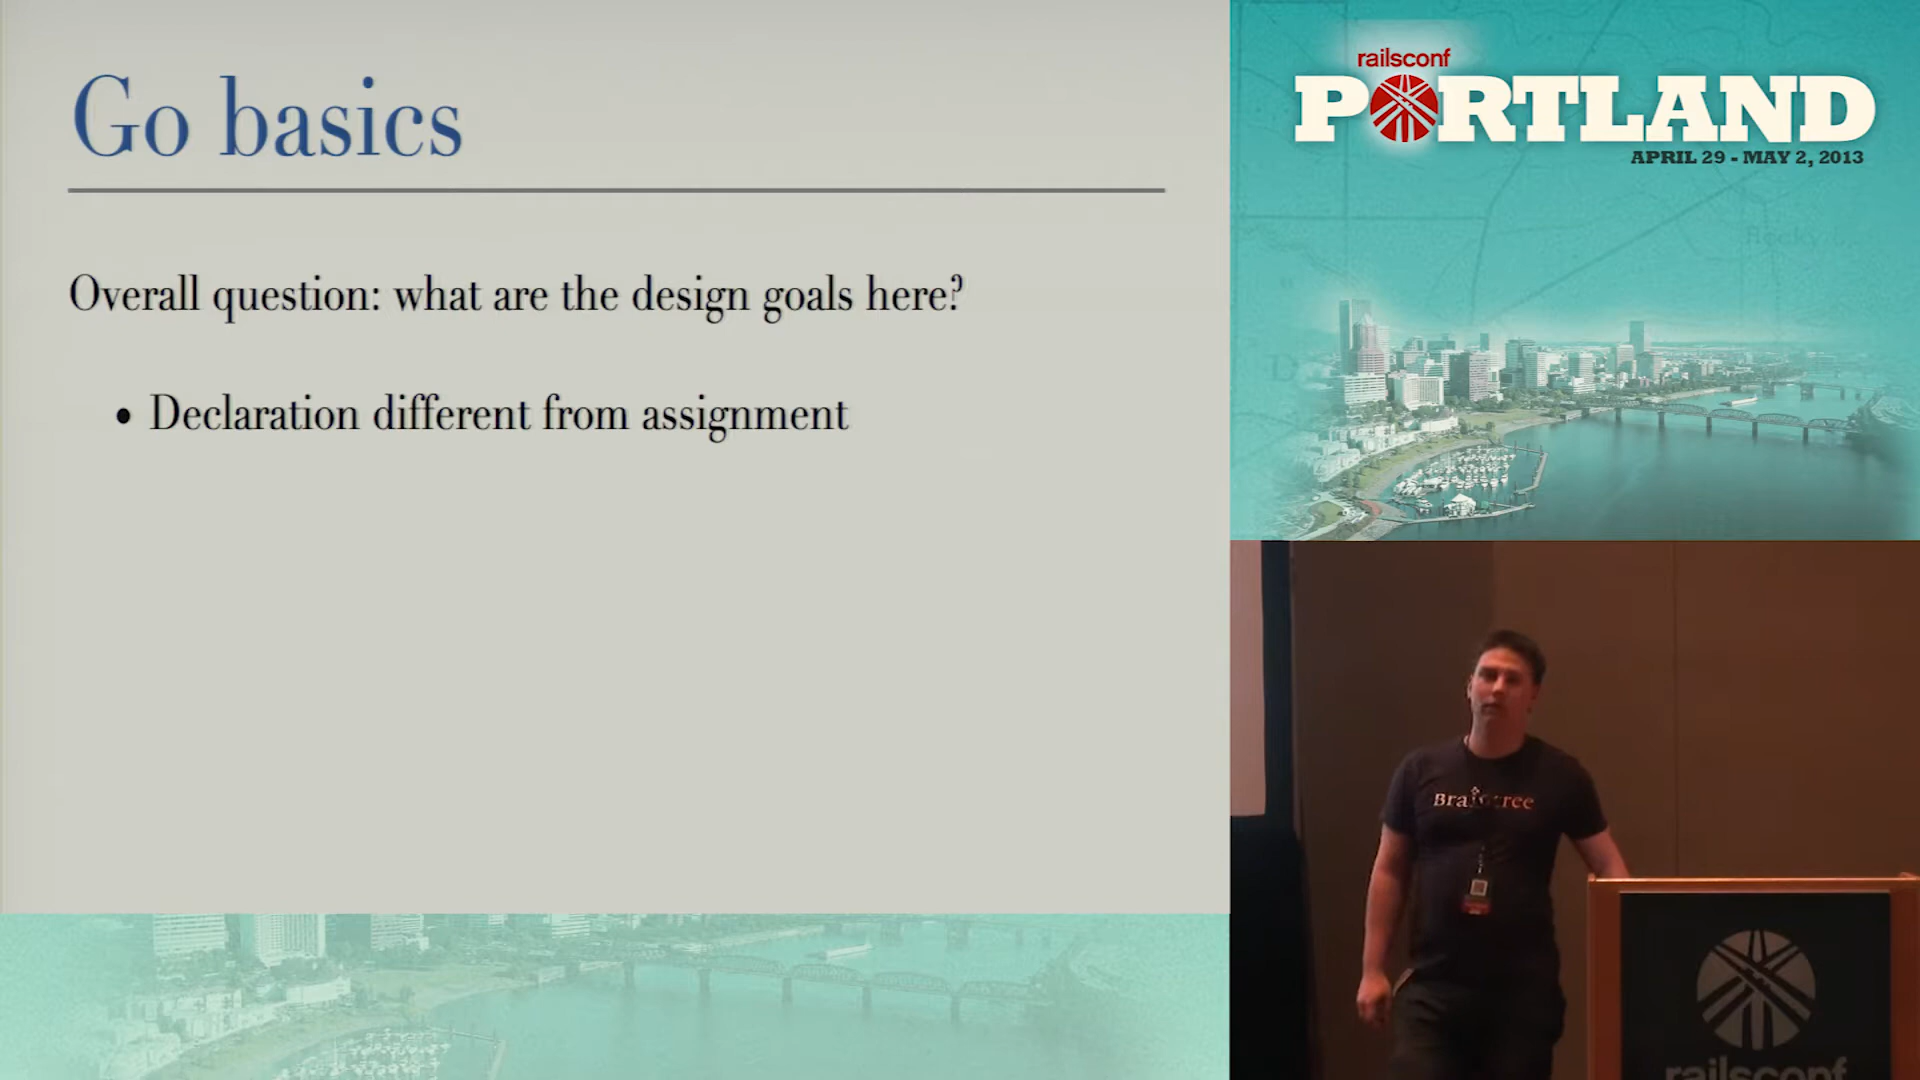 Go basics
Overall question: what are the design goals here?
• Declaration different from assignment
railsconf
PORTLAND
APRIL 29 - MAY 2, 2013
Braintree
railsconf